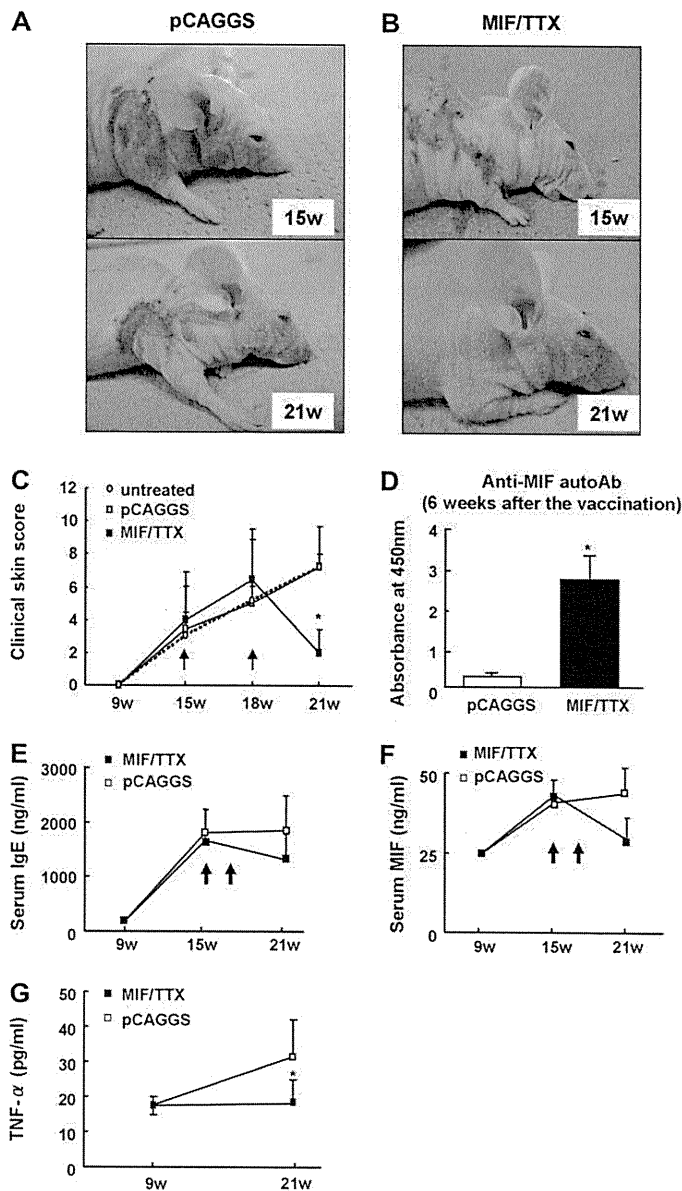 A
pCAGGS
15w
21w
B
MIF/TTX
15w
21w
C
untreated
pCAGGS
MIF/TTX
Clinical skin score
12
10
8
6
4
2
0
*
9w
15w
18w
21w
D
Anti-MIF autoAb
(6 weeks after the vaccination)
Absorbance at 450nm
4
3
2
1
0
*
pCAGGS
MIF/TTX
E
MIF/TTX
pCAGGS
Serum IgE (ng/ml)
3000
2000
1000
0
9w
15w
21w
F
MIF/TTX
pCAGGS
Serum MIF (ng/ml)
50
25
0
9w
15w
21w
G
MIF/TTX
pCAGGS
TNF-α (pg/ml)
50
40
30
20
10
0
*
9w
21w